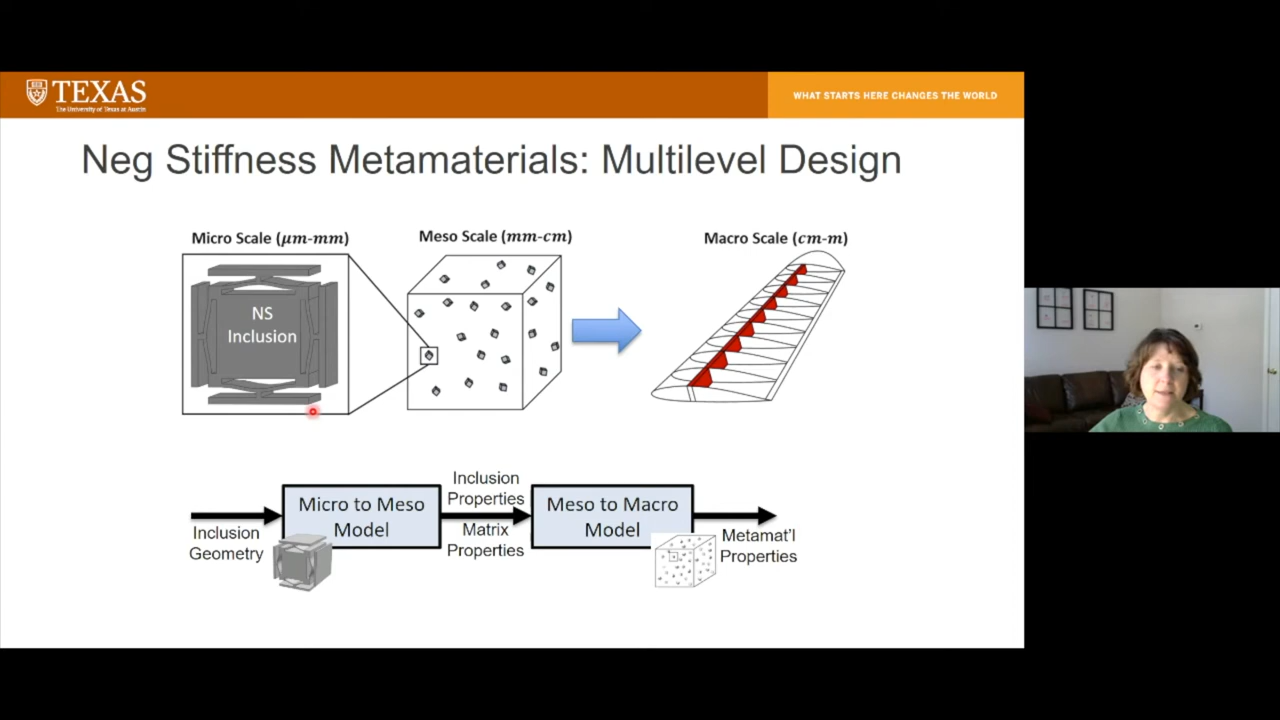 TEXAS
The University of Texas at Austin
WHAT STARTS HERE CHANGES THE WORLD
Neg Stiffness Metamaterials: Multilevel Design
Micro Scale (μm-mm)
Meso Scale (mm-cm)
Macro Scale (cm-m)
NS
Inclusion
Inclusion
Geometry
Micro to Meso
Model
Inclusion
Properties
Matrix
Properties
Meso to Macro
Model
Metamat'l
Properties